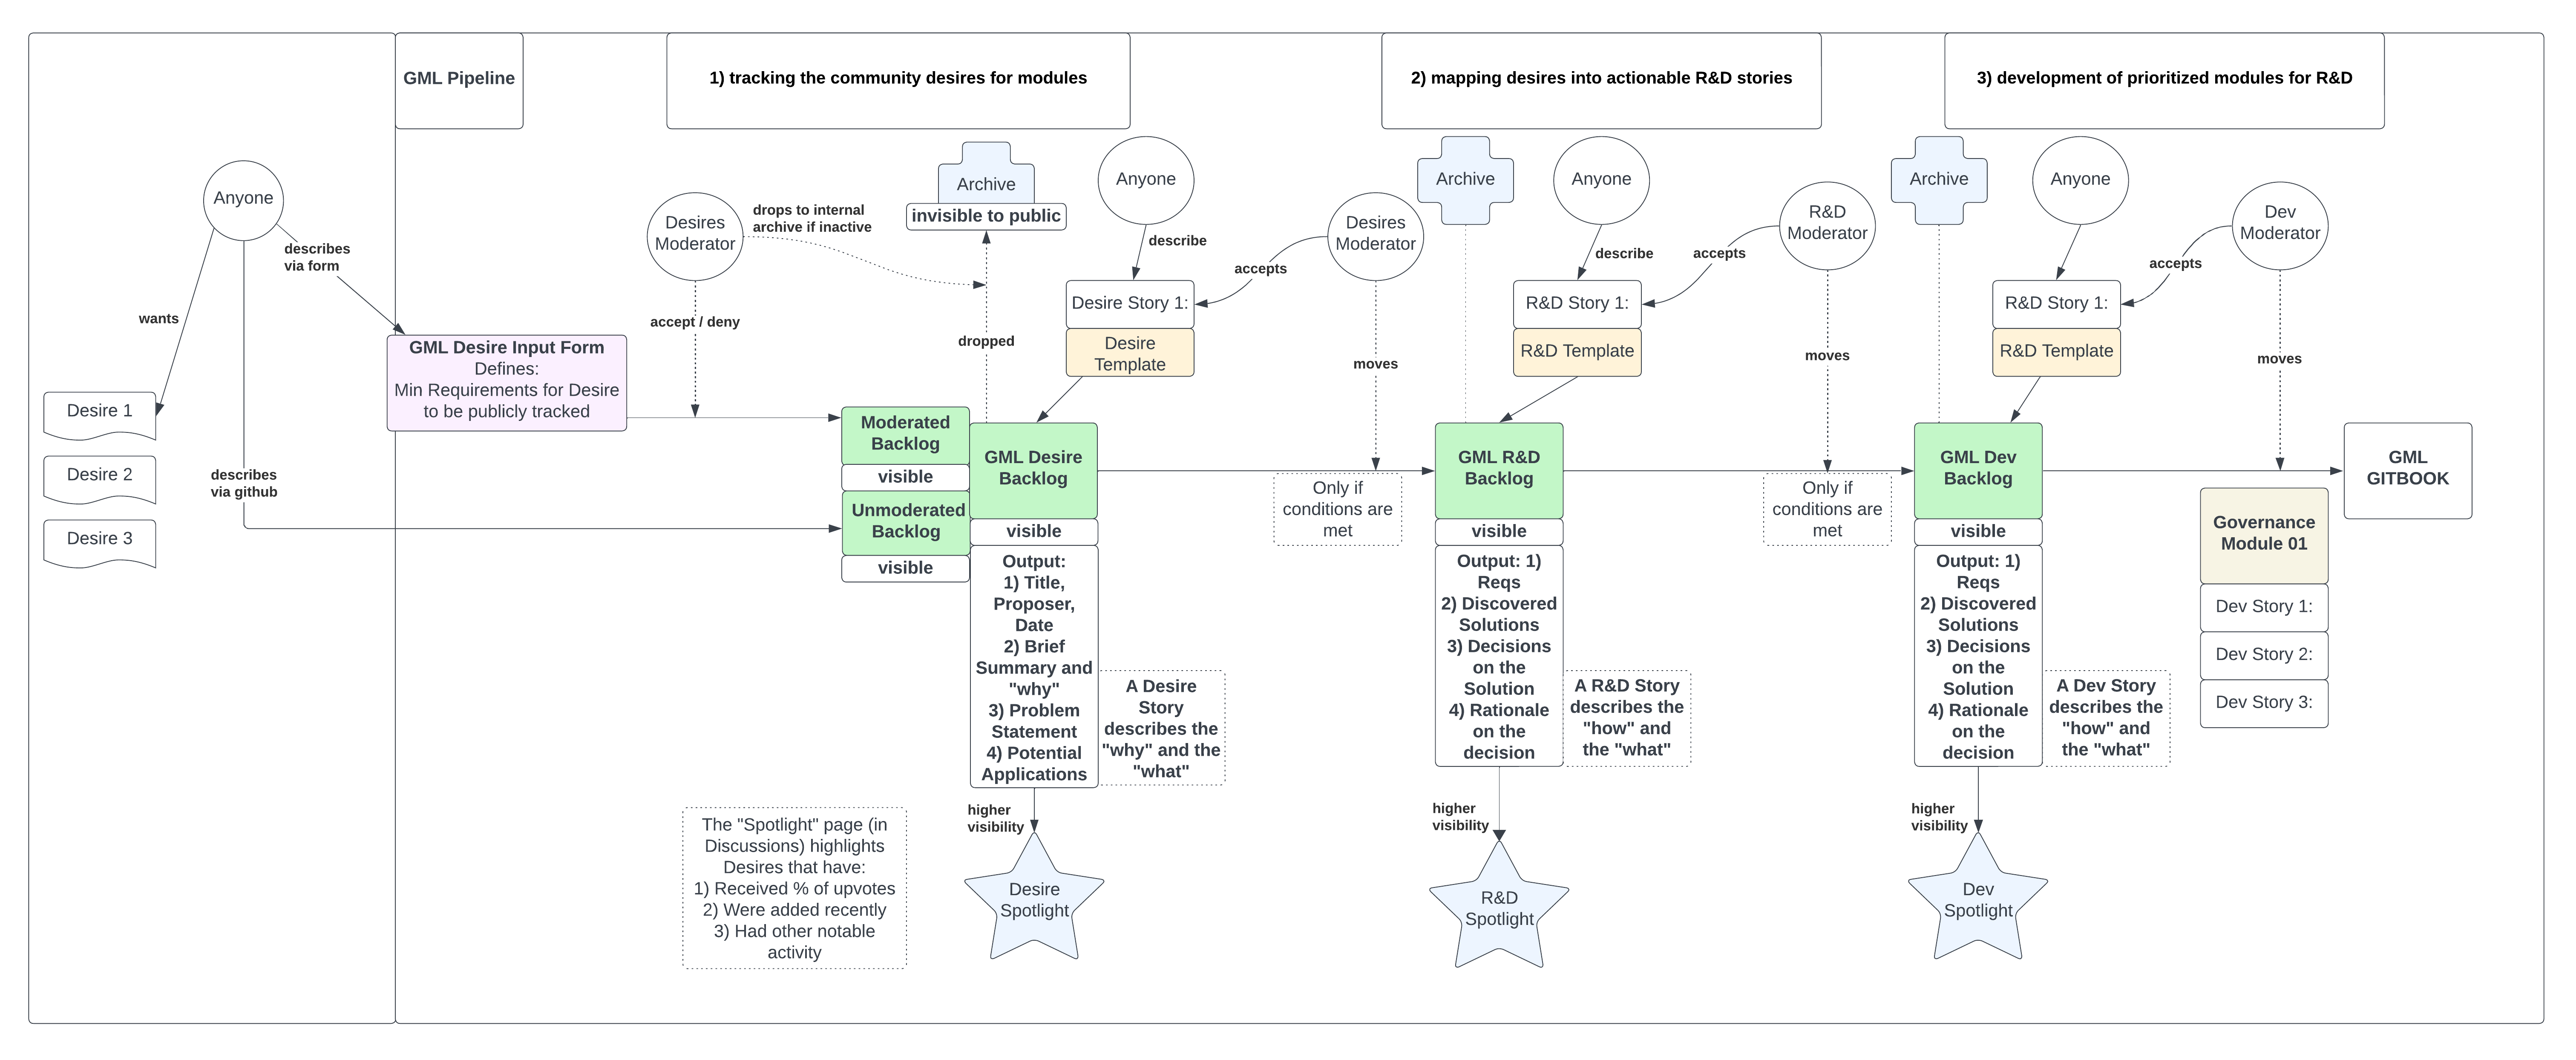 GML Pipeline
1) tracking the community desires for modules
2) mapping desires into actionable R&D stories
3) development of prioritized modules for R&D
Anyone
wants
describes
via form
describes
via github
Desire 1
Desire 2
Desire 3
GML Desire Input Form
Defines:
Min Requirements for Desire
to be publicly tracked
Desires
Moderator
drops to internal
archive if inactive
accept / deny
Archive
invisible to public
dropped
Anyone
describe
Desire Story 1:
Desire
Template
accepts
Desires
Moderator
moves
Moderated
Backlog
visible
Unmoderated
Backlog
visible
GML Desire
Backlog
visible
Output:
1) Title,
Proposer,
Date
2) Brief
Summary and
"why"
3) Problem
Statement
4) Potential
Applications
A Desire
Story
describes the
"why" and the
"what"
higher
visibility
Desire
Spotlight
The "Spotlight" page (in
Discussions) highlights
Desires that have:
1) Received % of upvotes
2) Were added recently
3) Had other notable
activity
Only if
conditions are
met
Archive
Anyone
describe
R&D Story 1:
R&D Template
accepts
R&D
Moderator
moves
GML R&D
Backlog
visible
Output: 1)
Reqs
2) Discovered
Solutions
3) Decisions
on the
Solution
4) Rationale
on the
decision
A R&D Story
describes the
"how" and
the "what"
higher
visibility
R&D
Spotlight
Only if
conditions are
met
Archive
Anyone
R&D Story 1:
R&D Template
accepts
Dev
Moderator
moves
GML Dev
Backlog
visible
Output: 1)
Reqs
2) Discovered
Solutions
3) Decisions
on the
Solution
4) Rationale
on the
decision
A Dev Story
describes the
"how" and
the "what"
higher
visibility
Dev
Spotlight
GML
GITBOOK
Governance
Module 01
Dev Story 1:
Dev Story 2:
Dev Story 3: